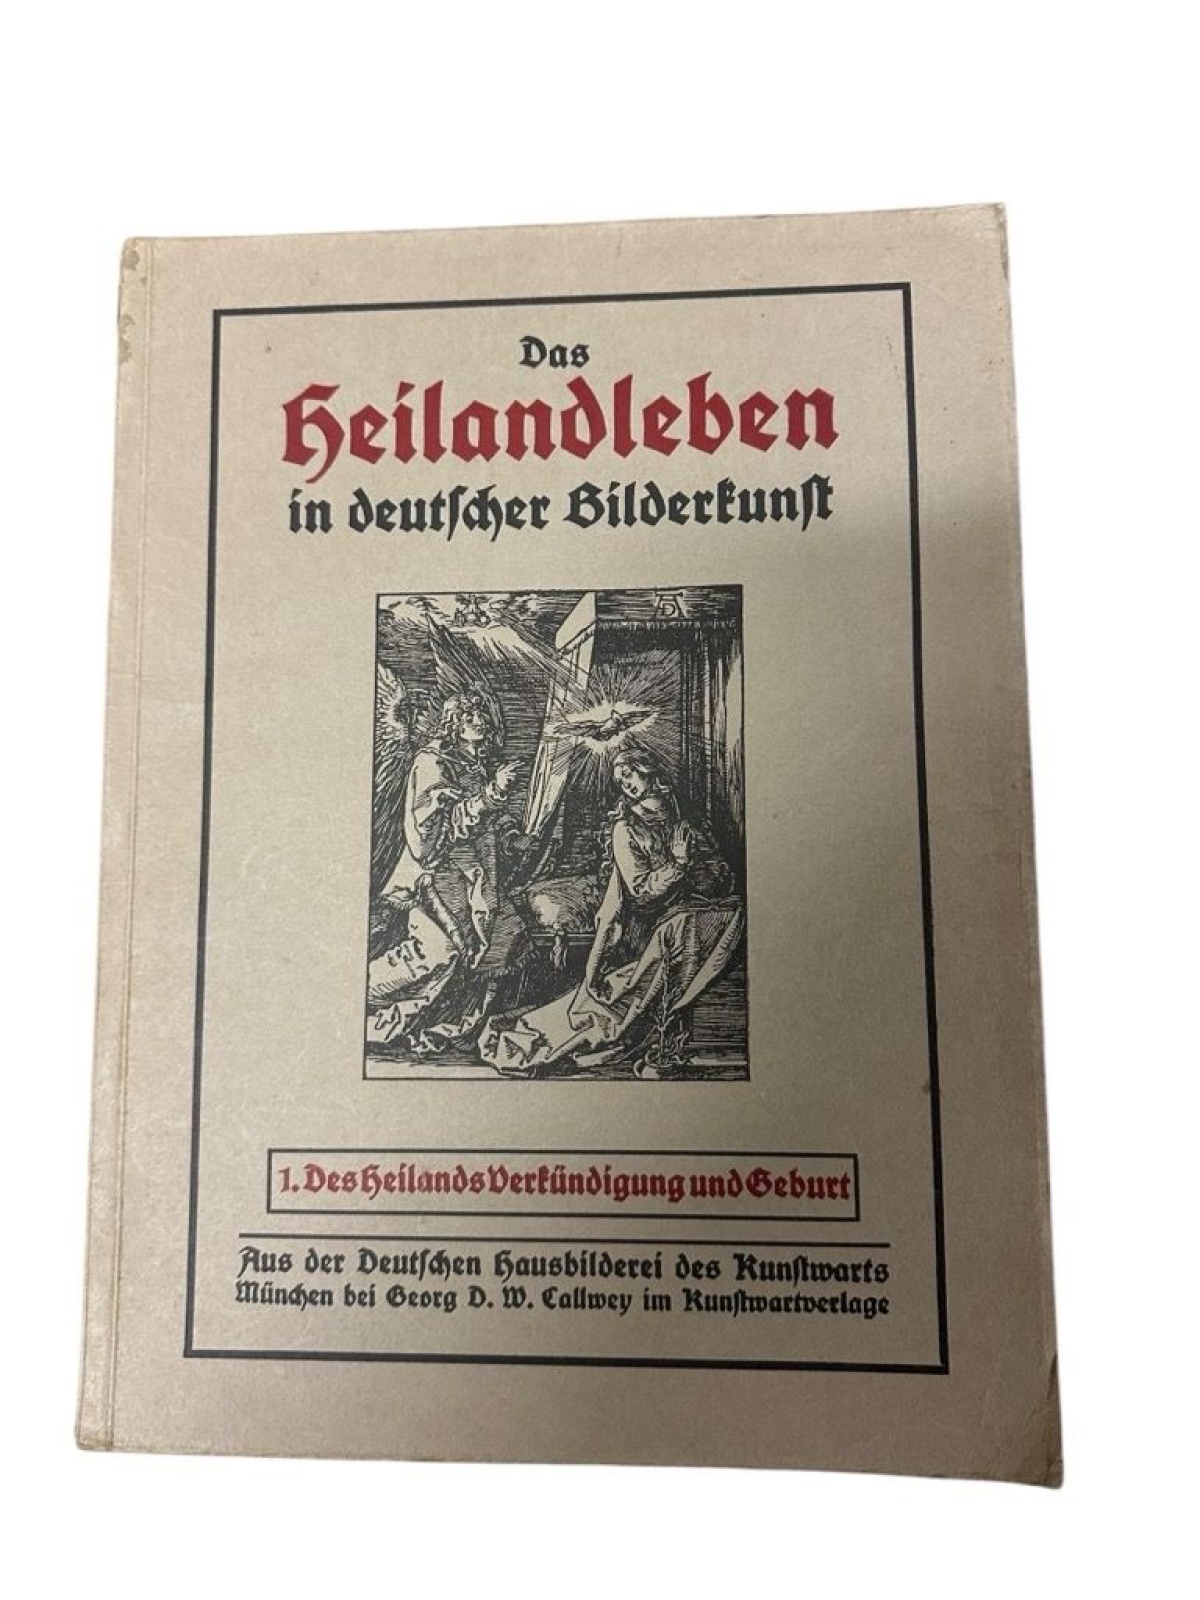 Das
Heilandleben
in deutscher Bilderkunst
AD
1. Des Heilands Verkündigung und Geburt
Aus der Deutschen Hausbilderei des Kunstwarts
München bei Georg D. W. Callwey im Kunstwartverlage